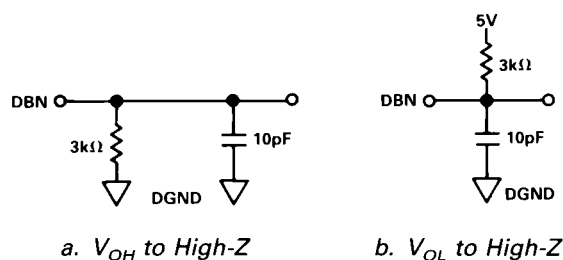 DBN
3kΩ
10pF
DGND
a. VOH to High-Z
5V
3kΩ
DBN
10pF
DGND
b. VOL to High-Z